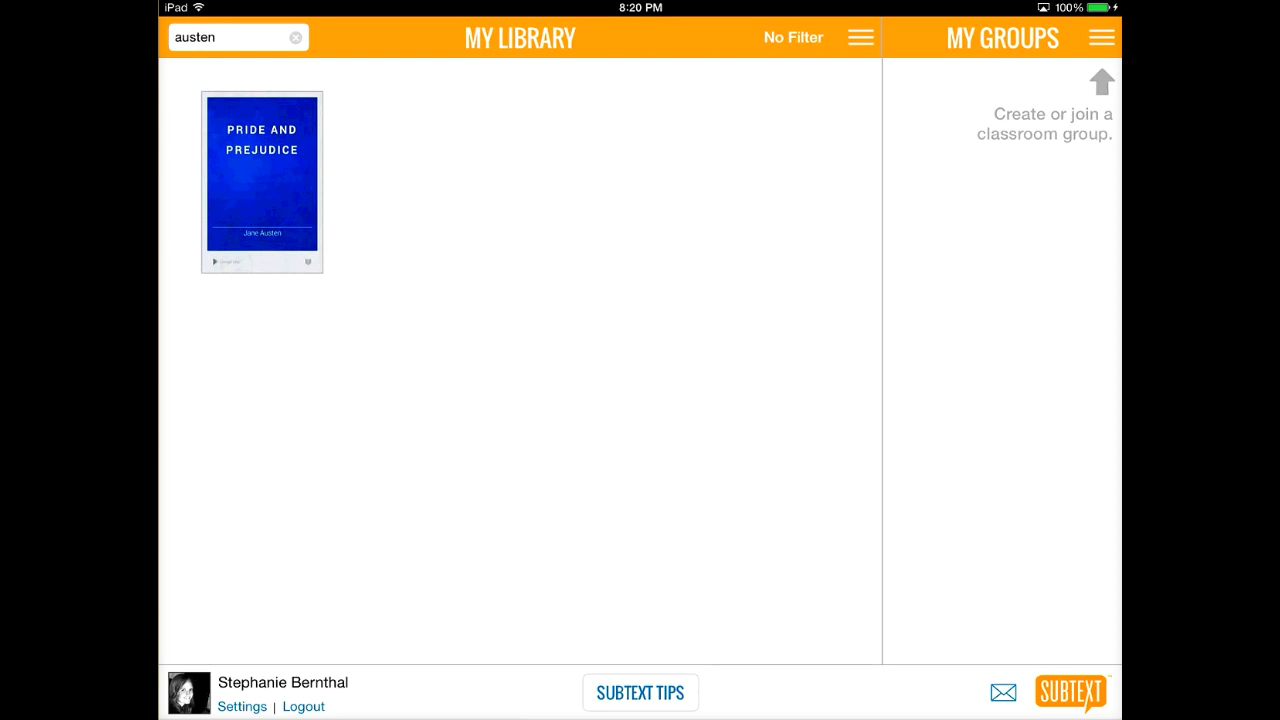 iPad
8:20 PM
100%
austen
MY LIBRARY
No Filter
MY GROUPS
Create or join a
classroom group.
PRIDE AND
PREJUDICE
Jane Austen
Stephanie Bernthal
Settings | Logout
SUBTEXT TIPS
SUBTEXT